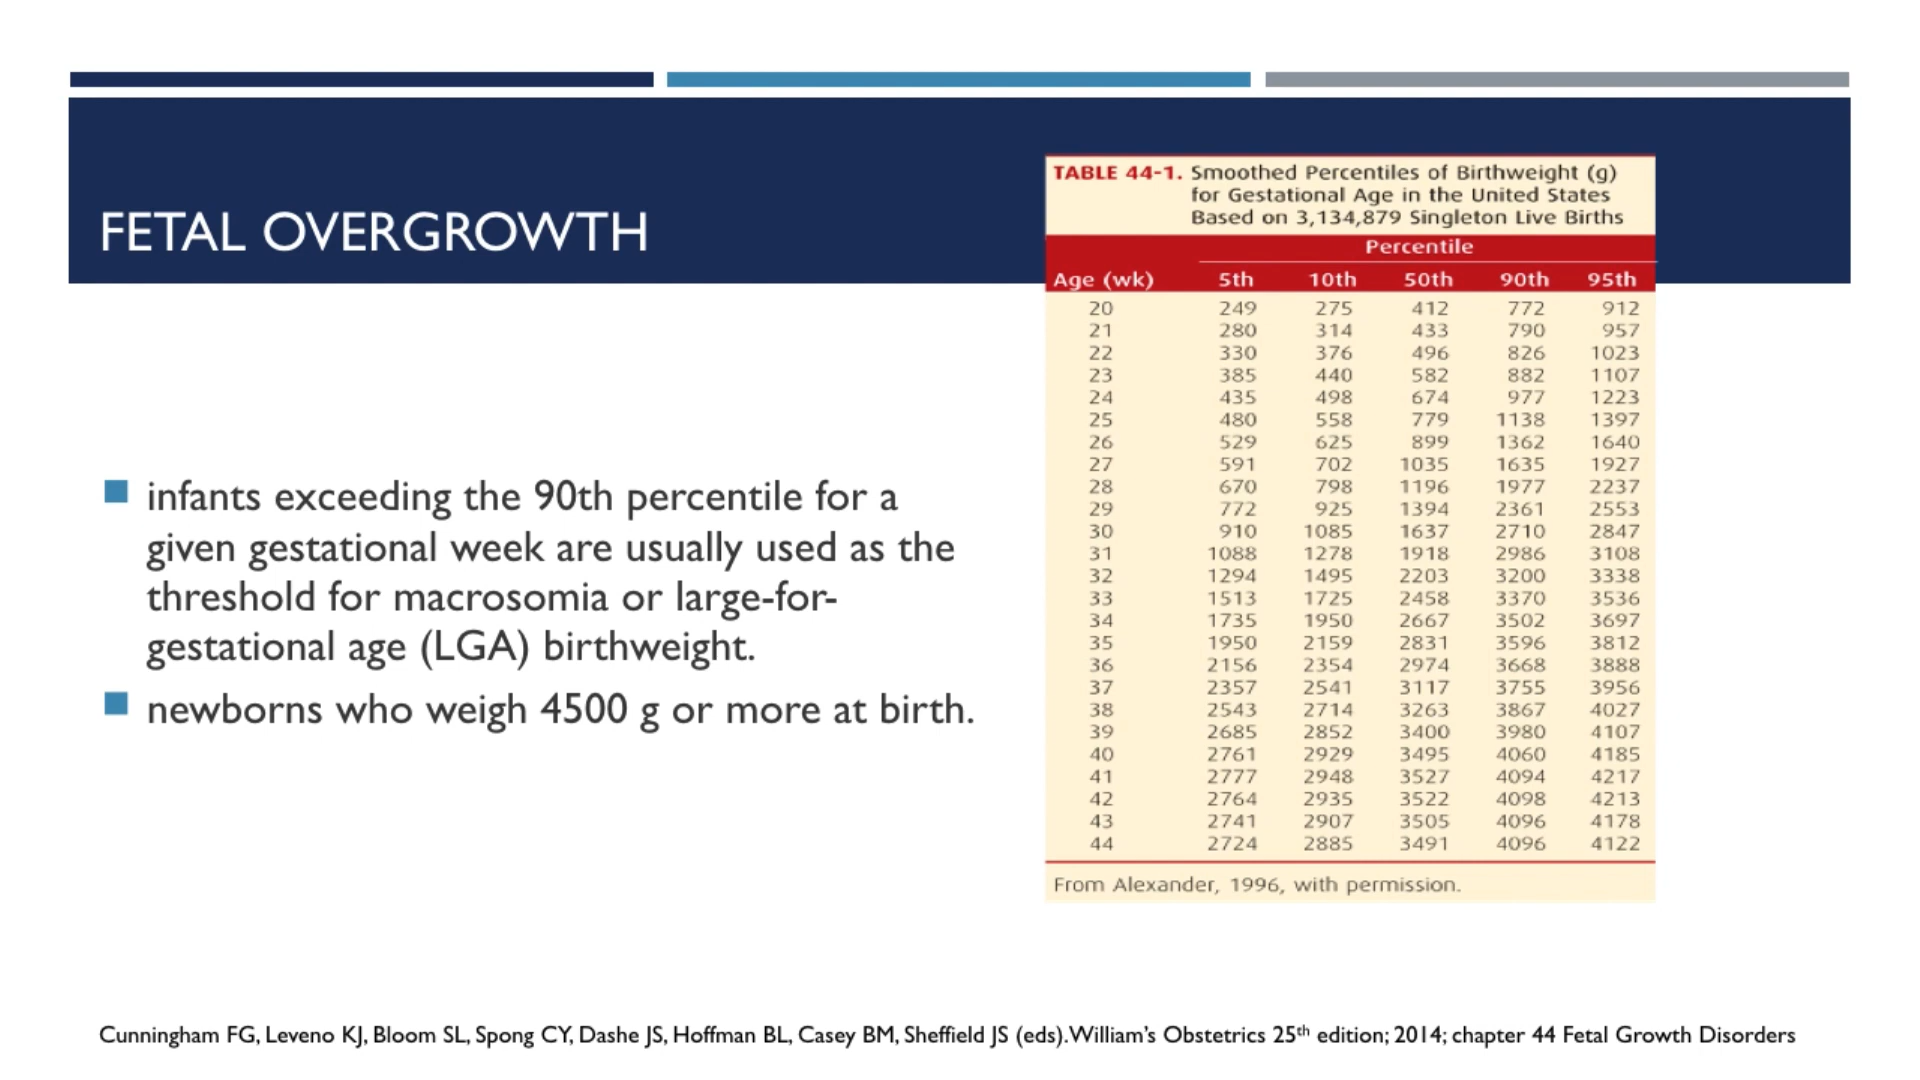 FETAL OVERGROWTH
infants exceeding the 90th percentile for a
given gestational week are usually used as the
threshold for macrosomia or large-for-
gestational age (LGA) birthweight.
newborns who weigh 4500 g or more at birth.
TABLE 44-1. Smoothed Percentiles of Birthweight (g)
for Gestational Age in the United States
Based on 3,134,879 Singleton Live Births
Percentile
Age (wk) 5th 10th 50th 90th 95th
20 249 275 412 772 912
21 280 314 433 790 957
22 330 376 496 826 1023
23 385 440 582 882 1107
24 435 498 674 977 1223
25 480 558 779 1138 1397
26 529 625 899 1362 1640
27 591 702 1035 1635 1927
28 670 798 1196 1977 2237
29 772 925 1394 2361 2553
30 910 1085 1637 2710 2847
31 1088 1278 1918 2986 3108
32 1294 1495 2203 3200 3338
33 1513 1725 2458 3370 3536
34 1735 1950 2667 3502 3697
35 1950 2159 2831 3596 3812
36 2156 2354 2974 3668 3888
37 2357 2541 3117 3755 3956
38 2543 2714 3263 3867 4027
39 2685 2852 3400 3980 4107
40 2761 2929 3495 4060 4185
41 2777 2948 3527 4094 4217
42 2764 2935 3522 4098 4213
43 2741 2907 3505 4096 4178
44 2724 2885 3491 4096 4122
From Alexander, 1996, with permission.
Cunningham FG, Leveno KJ, Bloom SL, Spong CY, Dashe JS, Hoffman BL, Casey BM, Sheffield JS (eds).William's Obstetrics 25th edition; 2014; chapter 44 Fetal Growth Disorders